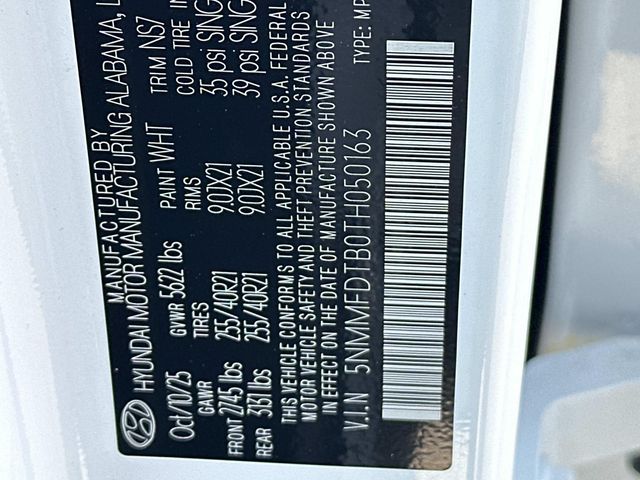 MANUFACTURED BY
HYUNDAI MOTOR MANUFACTURING ALABAMA,
Oct/10/25 GVWR 5622 lbs PAINT WHT TRIM NS7
GAWR TIRES RIMS COLD TIRE
FRONT 2745 lbs 255/40R21 9.0JX21 35 psi
REAR 3131 lbs 255/40R21 9.0JX21 39 psi
THIS VEHICLE CONFORMS TO ALL APPLICABLE U.S.A. FEDERAL
MOTOR VEHICLE SAFETY AND THEFT PREVENTION STANDARDS
IN EFFECT ON THE DATE OF MANUFACTURE SHOWN ABOVE
V.I.N 5NMMFDTB0TH050163 TYPE: